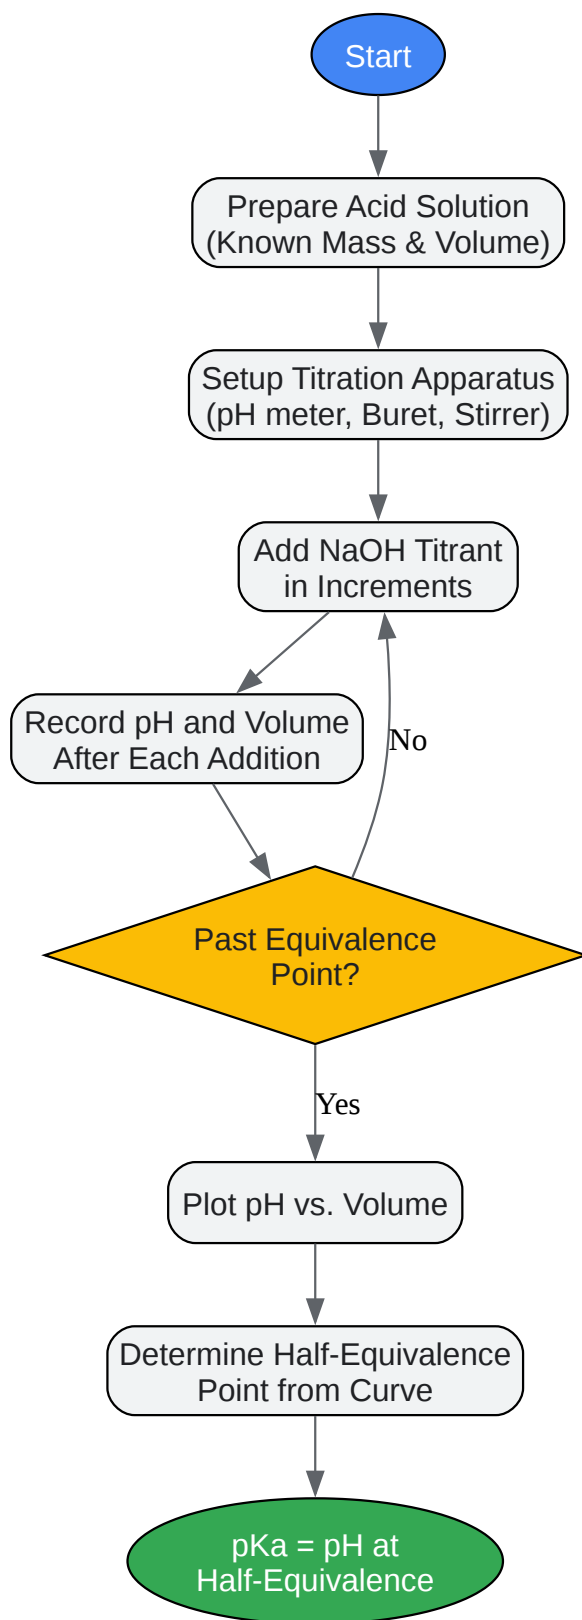 Start
Prepare Acid Solution
(Known Mass & Volume)
Setup Titration Apparatus
(pH meter, Buret, Stirrer)
Add NaOH Titrant
in Increments
Record pH and Volume
After Each Addition
No
Past Equivalence
Point?
Yes
Plot pH vs. Volume
Determine Half-Equivalence
Point from Curve
pKa = pH at
Half-Equivalence